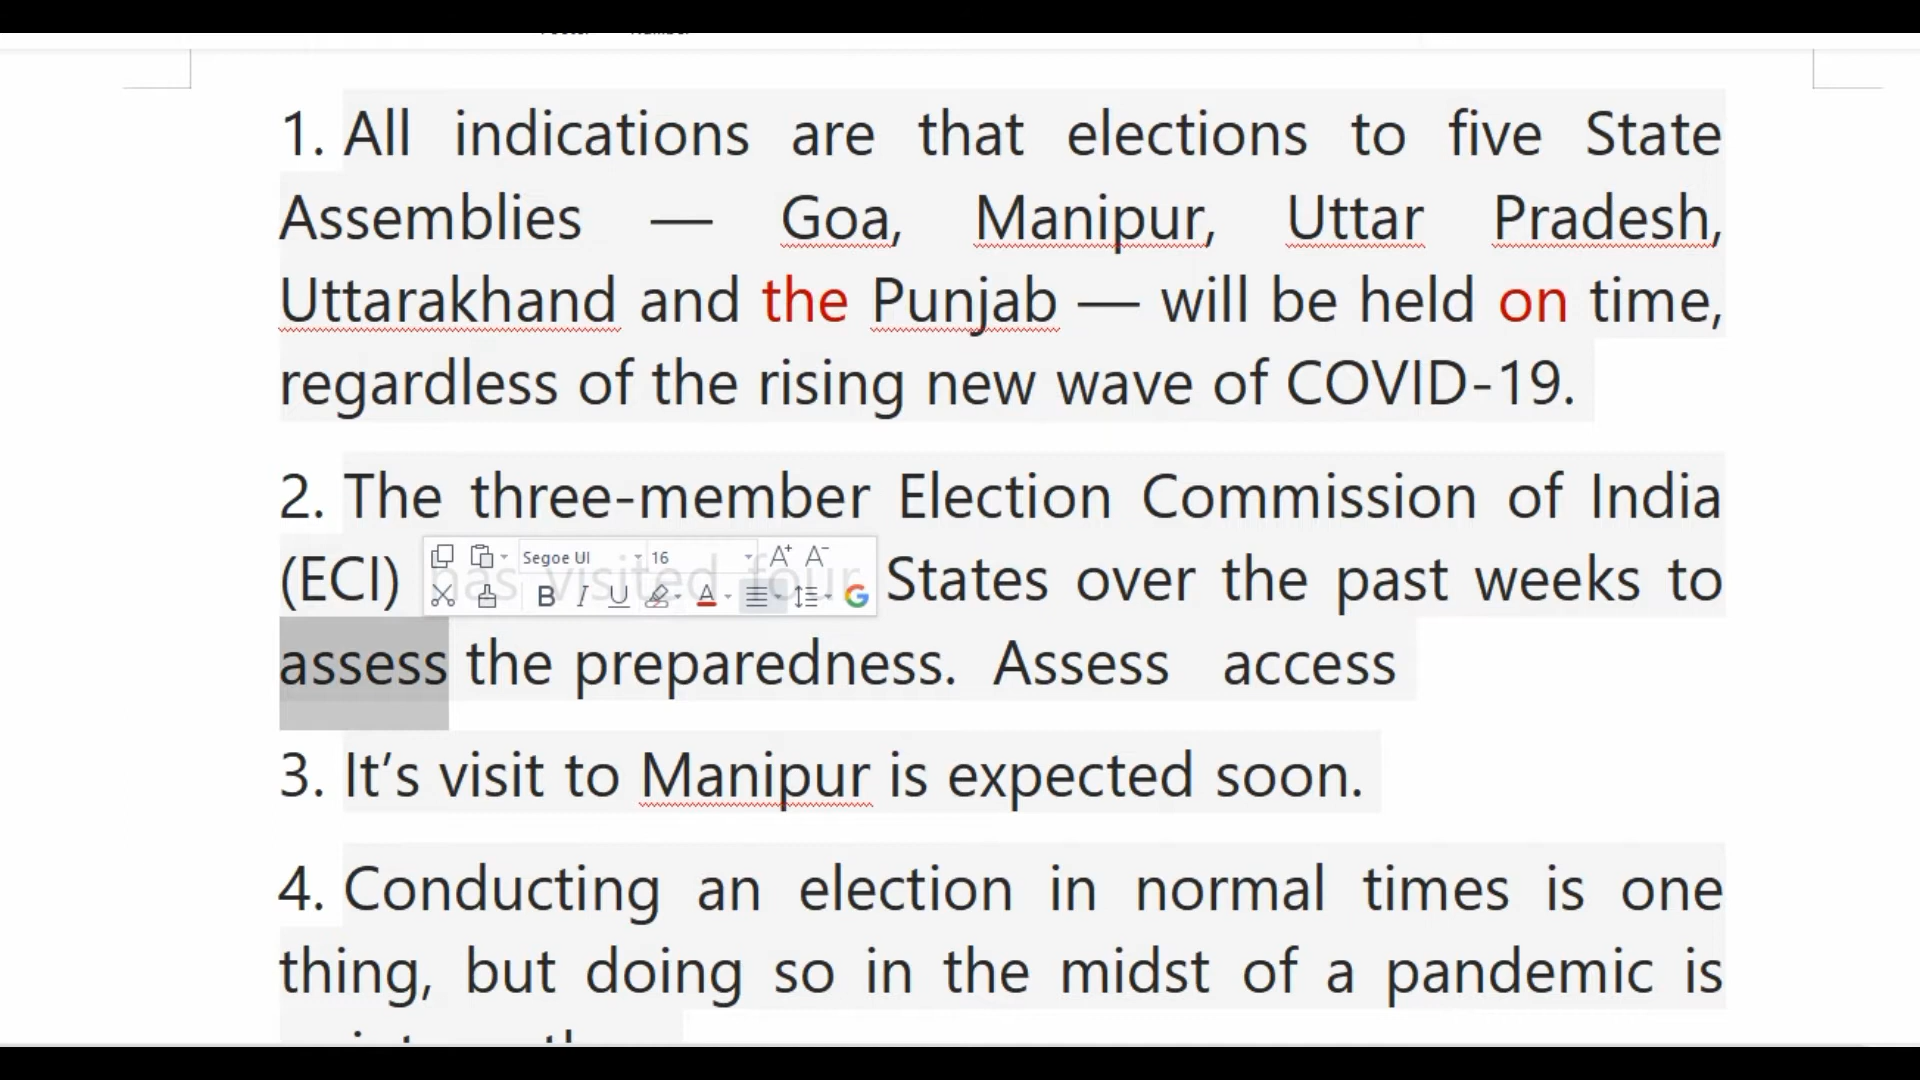 1. All indications are that elections to five State
Assemblies — Goa, Manipur, Uttar Pradesh,
Uttarakhand and the Punjab — will be held on time,
regardless of the rising new wave of COVID-19.
2. The three-member Election Commission of India
Segoe UI 16 A+ A-
(ECI) has visited four States over the past weeks to
B I U A G
assess the preparedness. Assess access
3. It’s visit to Manipur is expected soon.
4. Conducting an election in normal times is one
thing, but doing so in the midst of a pandemic is